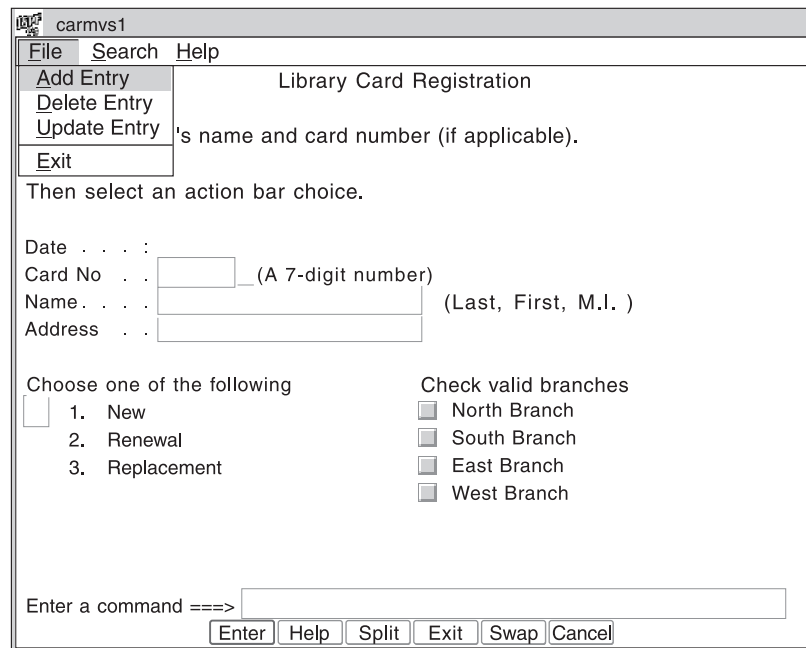 carmvs1
File Search Help
Add Entry
Library Card Registration
Delete Entry
Update Entry
's name and card number (if applicable).
Exit
Then select an action bar choice.
Date . . . :
Card No . . _ (A 7-digit number)
Name . . . . (Last, First, M.I. )
Address . .
Choose one of the following
1. New
2. Renewal
3. Replacement
Check valid branches
North Branch
South Branch
East Branch
West Branch
Enter a command ===>
Enter Help Split Exit Swap Cancel